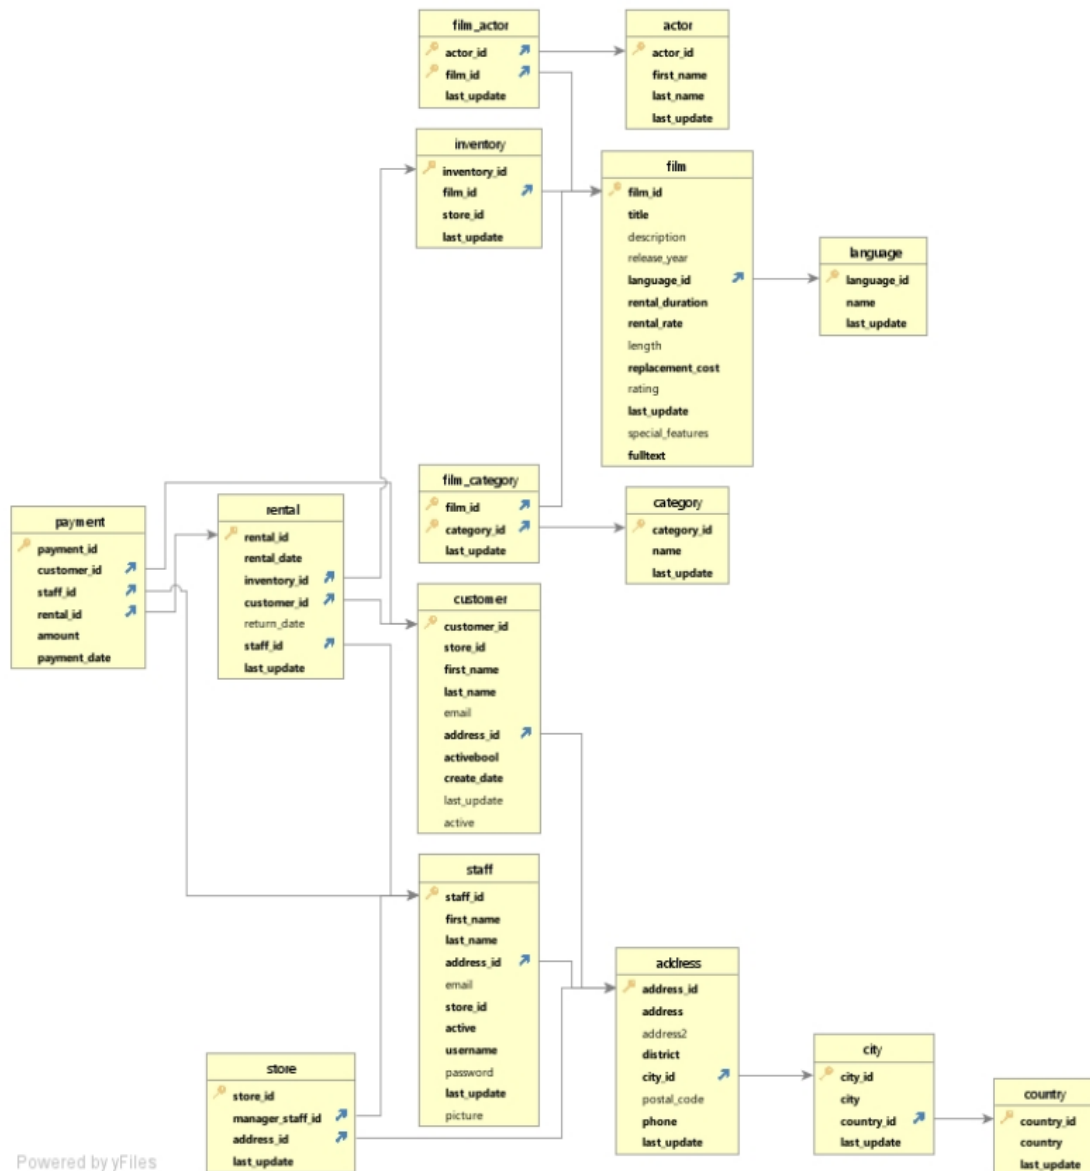 film_actor
actor_id
film_id
last_update
actor
actor_id
first_name
last_name
last_update
inventory
inventory_id
film_id
store_id
last_update
film
film_id
title
description
release_year
language_id
rental_duration
rental_rate
length
replacement_cost
rating
last_update
special_features
fulltext
language
language_id
name
last_update
film_category
film_id
category_id
last_update
category
category_id
name
last_update
payment
payment_id
customer_id
staff_id
rental_id
amount
payment_date
rental
rental_id
rental_date
inventory_id
customer_id
return_date
staff_id
last_update
customer
customer_id
store_id
first_name
last_name
email
address_id
activebool
create_date
last_update
active
staff
staff_id
first_name
last_name
address_id
email
store_id
active
username
password
last_update
picture
address
address_id
address
address2
district
city_id
postal_code
phone
last_update
city
city_id
city
country_id
last_update
country
country_id
country
last_update
store
store_id
manager_staff_id
address_id
last_update
Powered by yFiles